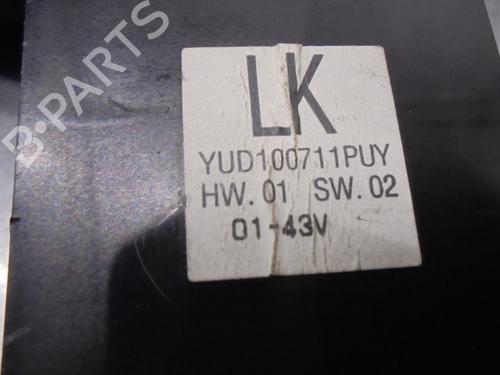 B-PARTS
LK
YUD100711PUY
HW. 01 SW. 02
01-43V